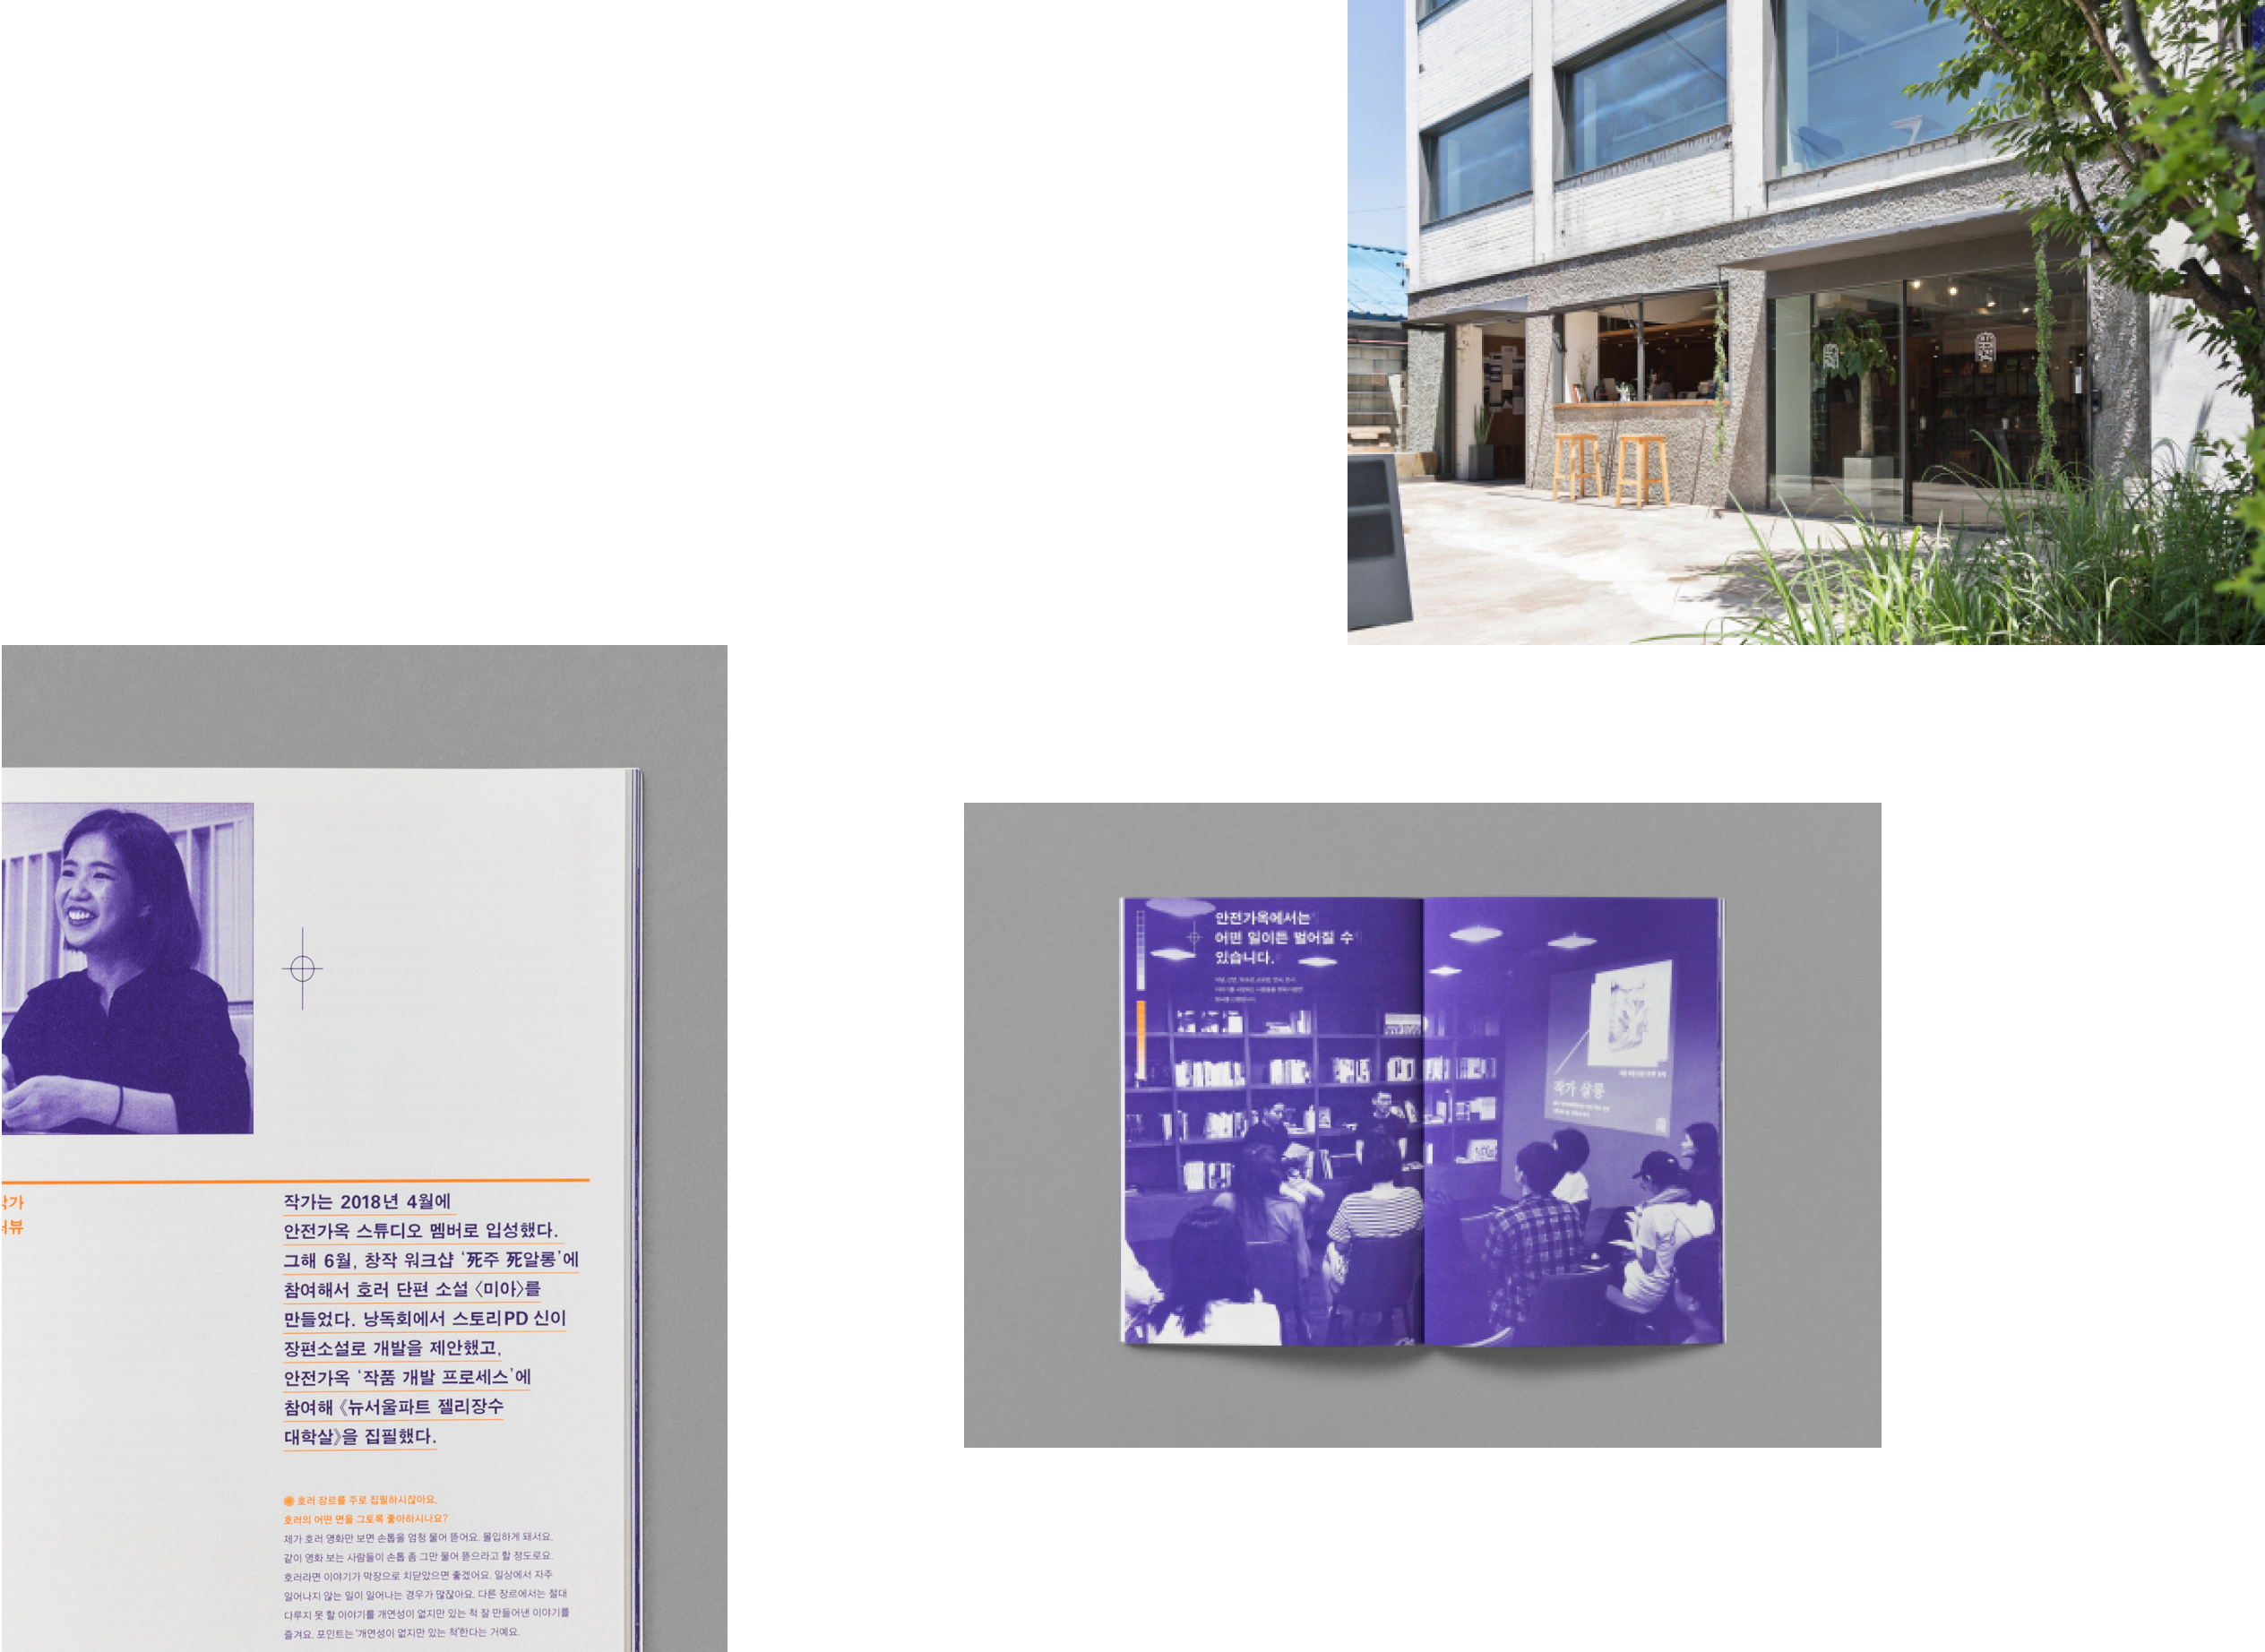 작가
터뷰
작가는 2018년 4월에
안전가옥 스튜디오 멤버로 입성했다.
그해 6월, 창작 워크샵 ‘死주 死알롱’에
참여해서 호러 단편 소설 〈미아〉를
만들었다. 낭독회에서 스토리PD 신이
장편소설로 개발을 제안했고,
안전가옥 ‘작품 개발 프로세스’에
참여해 《뉴서울파트 젤리장수
대학살》을 집필했다.
호러 장르를 주로 집필하시잖아요.
호러의 어떤 면을 그토록 좋아하시나요?
제가 호러 영화만 보면 손톱을 엄청 물어 뜯어요. 몰입하게 돼서요.
같이 영화 보는 사람들이 손톱 좀 그만 물어 뜯으라고 할 정도로요.
호러라면 이야기가 막장으로 치닫았으면 좋겠어요. 일상에서 자주
일어나지 않는 일이 일어나는 경우가 많잖아요. 다른 장르에서는 절대
다루지 못 할 이야기를 개연성이 없지만 있는 척 잘 만들어낸 이야기를
즐겨요. 포인트는 ‘개연성이 없지만 있는 척’한다는 거예요.
안전가옥에서는
어떤 일이든 벌어질 수
있습니다.
작가 살롱